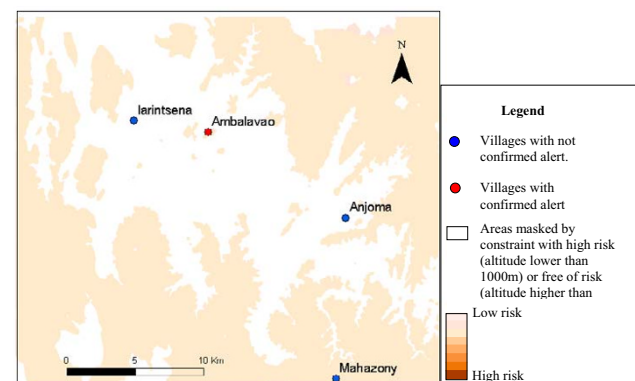 N
Iarintsena
Ambalavao
Anjoma
0 5 10 Km
Mahazony
Legend
Villages with not
confirmed alert.
Villages with
confirmed alert
Areas masked by
constraint with high risk
(altitude lower than
1000m) or free of risk
(altitude higher than
Low risk
High risk